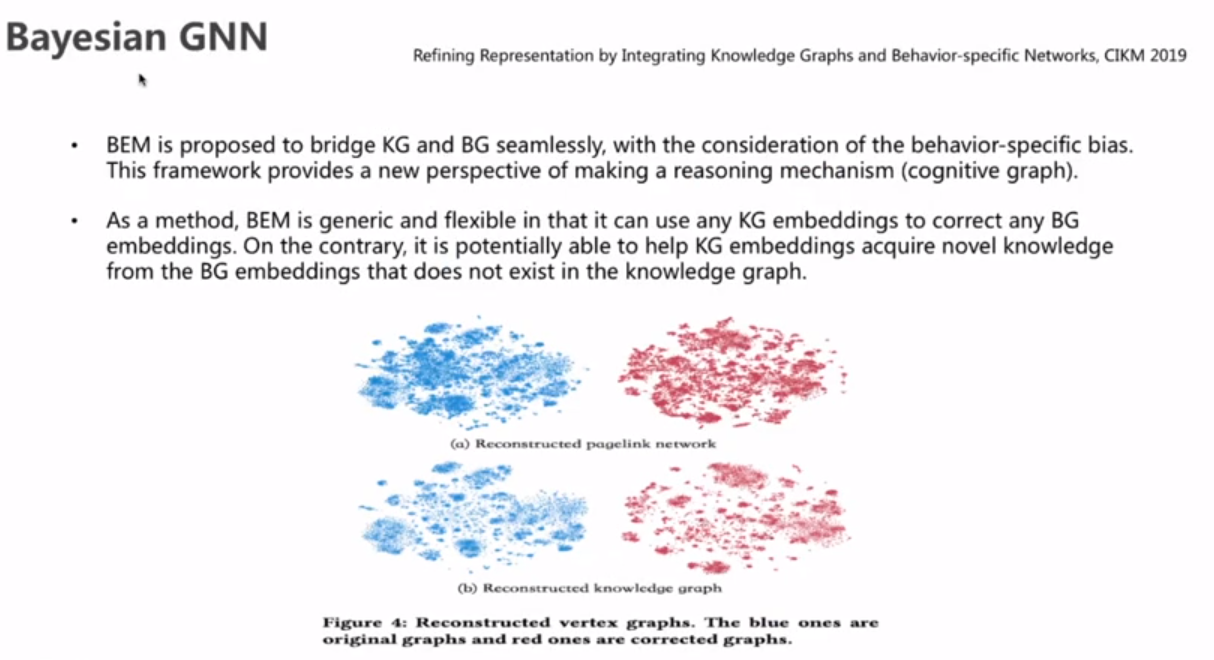 Bayesian GNN
Refining Representation by Integrating Knowledge Graphs and Behavior-specific Networks, CIKM 2019
• BEM is proposed to bridge KG and BG seamlessly, with the consideration of the behavior-specific bias.
This framework provides a new perspective of making a reasoning mechanism (cognitive graph).
• As a method, BEM is generic and flexible in that it can use any KG embeddings to correct any BG
embeddings. On the contrary, it is potentially able to help KG embeddings acquire novel knowledge
from the BG embeddings that does not exist in the knowledge graph.
(a) Reconstructed pagelink network
(b) Reconstructed knowledge graph
Figure 4: Reconstructed vertex graphs. The blue ones are
original graphs and red ones are corrected graphs.